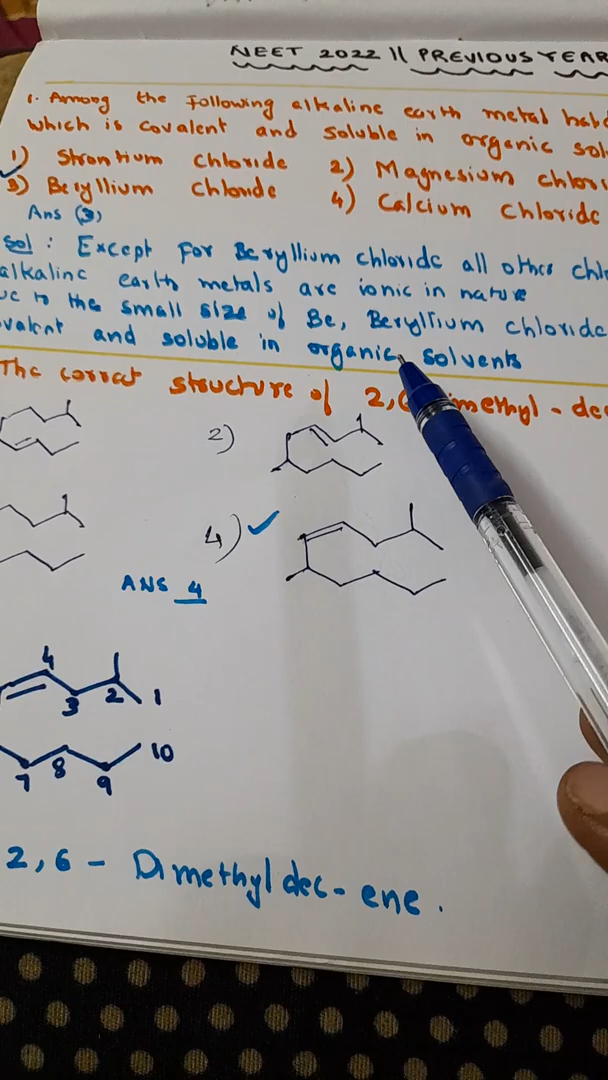 NEET 2022 || PREVIOUS YEAR
1. Among the following alkaline earth metal
which is covalent and soluble in organic
1) Strontium chloride 2) Magnesium
3) Beryllium chloride 4) Calcium chloride
Ans (3)
Sol : Except for Beryllium chloride all other
alkaline earth metals are ionic in nature
to the small size of Be, Beryllium chloride
and soluble in organic solvents
The correct structure of 2,
2)
4)
ANS 4
4
3
2
1
10
7
8
9
2,6 - Dimethyl dec - ene.